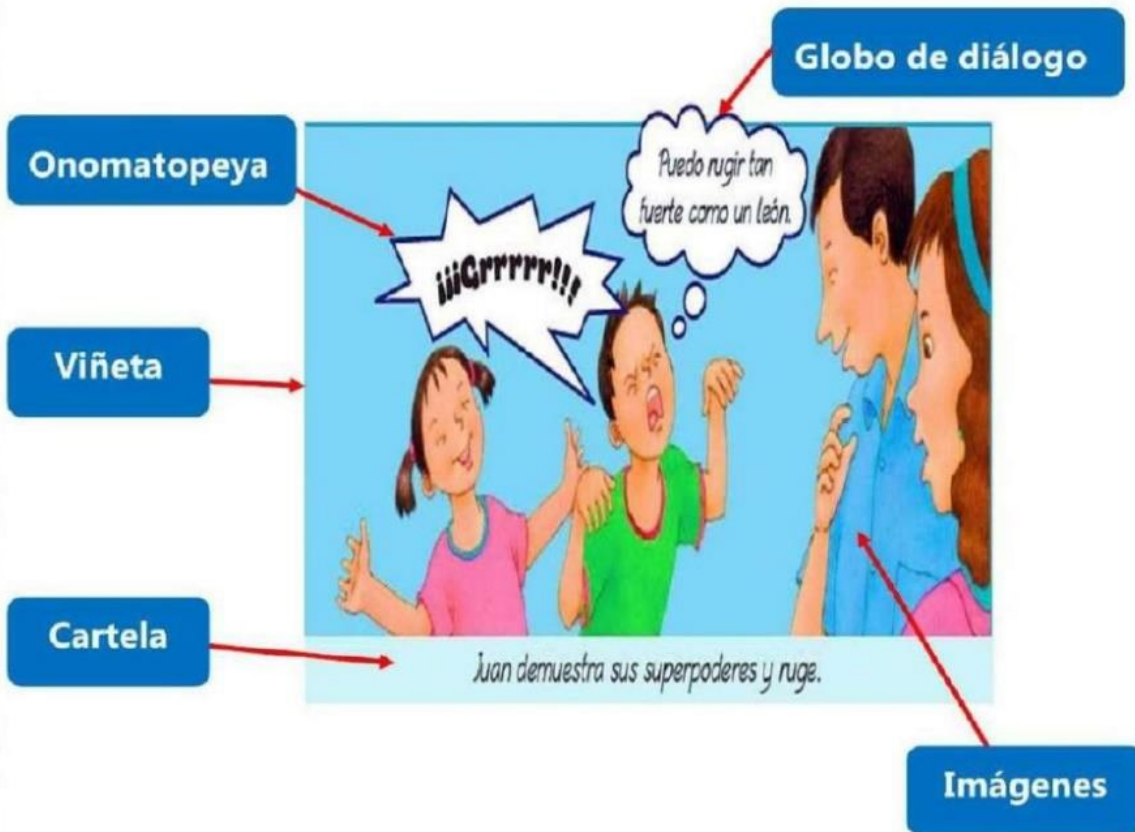 Globo de diálogo
Onomatopeya
Puedo rugir tan
fuerte como un león.
¡¡¡Grrrrr!!!
Viñeta
Cartela
Juan demuestra sus superpoderes y ruge.
Imágenes